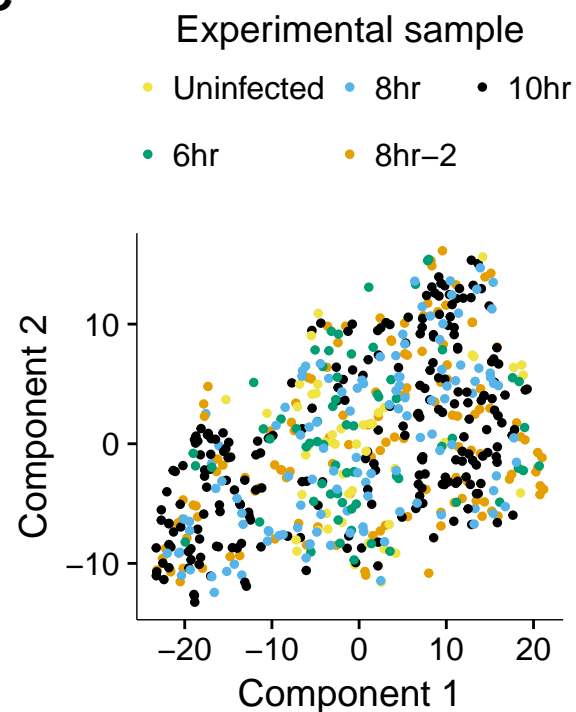 Experimental sample
Uninfected 8hr 10hr
6hr 8hr−2
Component 2
10
0
−10
−20 −10 0 10 20
Component 1